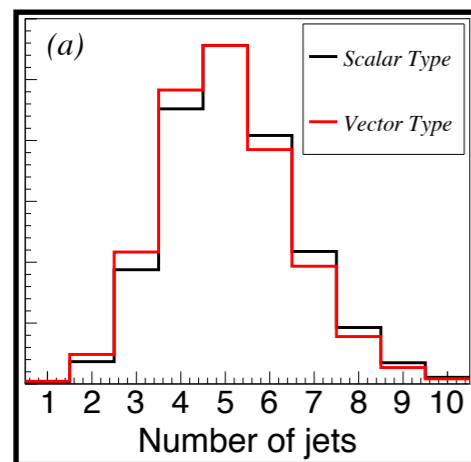 (a)
Scalar Type
Vector Type
1 2 3 4 5 6 7 8 9 10
Number of jets